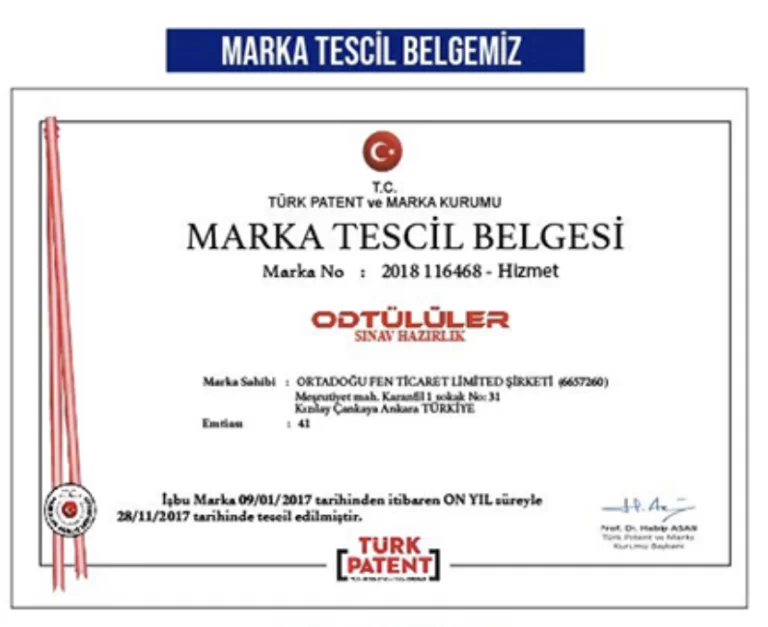 MARKA TESCİL BELGEMİZ
T.C.
TÜRK PATENT ve MARKA KURUMU
MARKA TESCİL BELGESİ
Marka No : 2018 116468 - Hizmet
ODTÜLÜLER
SINAV HAZIRLIK
Marka Sahibi : ORTADOĞU FEN TİCARET LİMİTED ŞİRKETİ (6657260)
Meşrutiyet mah. Karanfil 1 sokak No: 31
Kızılay Çankaya Ankara TÜRKİYE
Emtiası : 41
İşbu Marka 09/01/2017 tarihinden itibaren ON YIL süreyle
28/11/2017 tarihinde tescil edilmiştir.
Prof. Dr. Habip ASAN
Türk Patent ve Marka
Kurumu Başkanı
TÜRK
PATENT